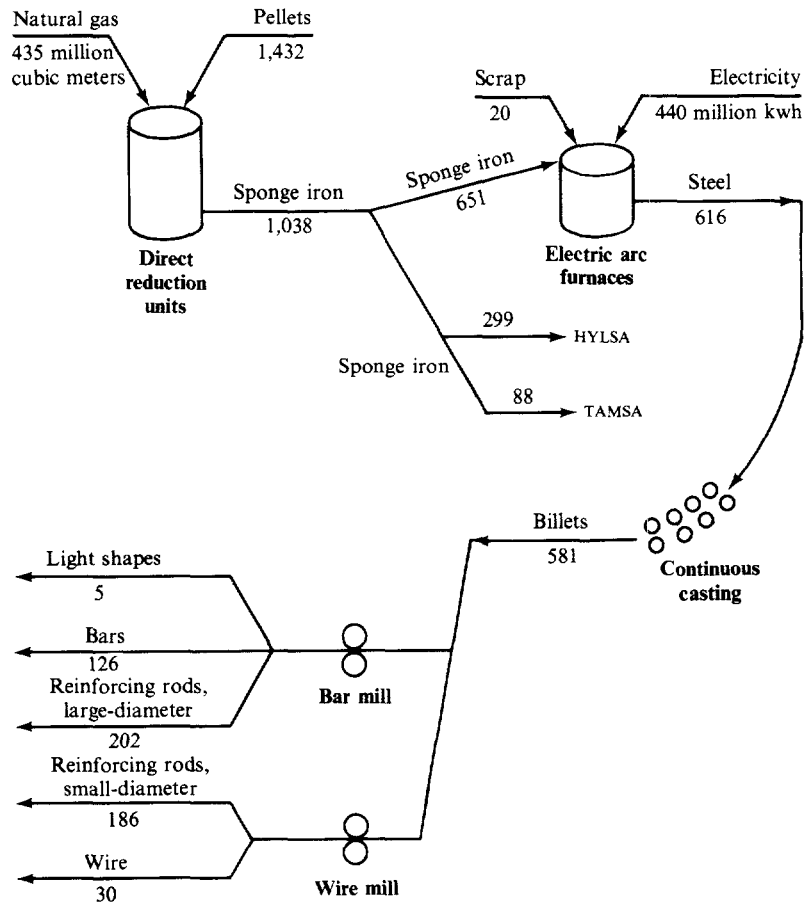 Natural gas
435 million
cubic meters
Pellets
1,432
Scrap
20
Electricity
440 million kwh
Sponge iron
1,038
Sponge iron
651
Steel
616
Direct
reduction
units
Electric arc
furnaces
299
HYLSA
Sponge iron
88
TAMSA
Billets
581
Continuous
casting
Light shapes
5
Bars
126
Reinforcing rods,
large-diameter
202
Bar mill
Reinforcing rods,
small-diameter
186
Wire
30
Wire mill